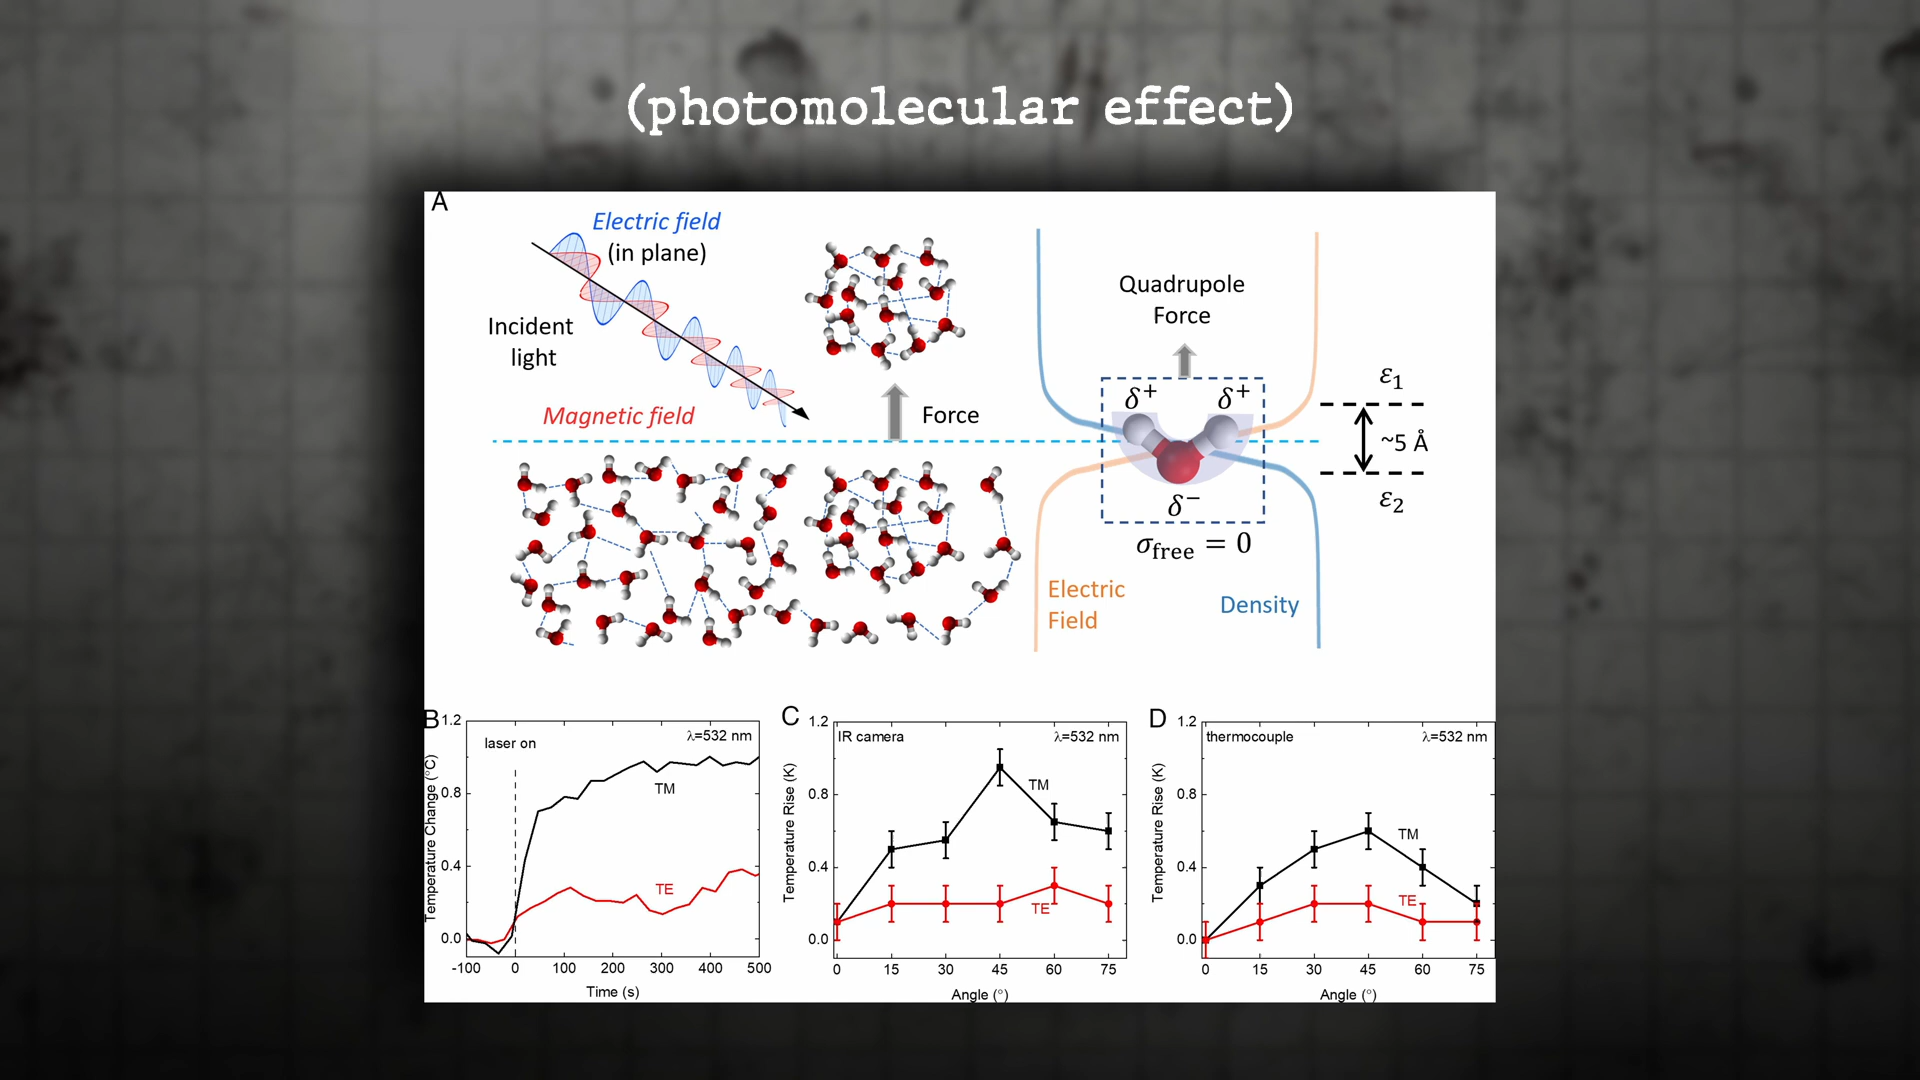 (photomolecular effect)
A
Electric field
(in plane)
Incident
light
Magnetic field
Force
Quadrupole
Force
δ+ δ+
δ−
σfree = 0
ε1
~5 Å
ε2
Electric
Field
Density
B
1.2
0.8
0.4
0.0
Temperature Change (°C)
laser on
λ=532 nm
TM
TE
-100 0 100 200 300 400 500
Time (s)
C
1.2
0.8
0.4
0.0
Temperature Rise (K)
IR camera
λ=532 nm
TM
TE
0 15 30 45 60 75
Angle (°)
D
1.2
0.8
0.4
0.0
Temperature Rise (K)
thermocouple
λ=532 nm
TM
TE
0 15 30 45 60 75
Angle (°)